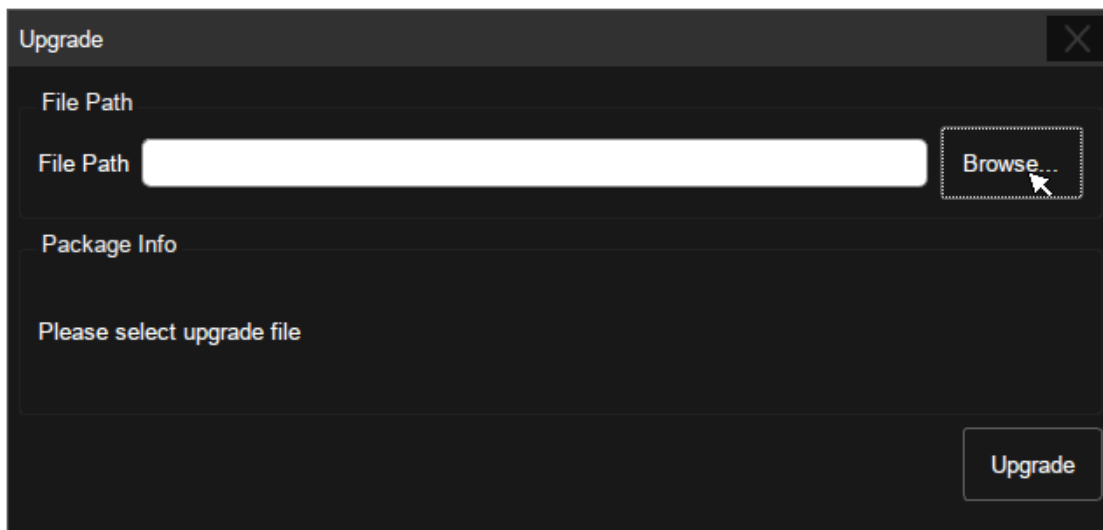 Upgrade
File Path
File Path
Browse...
Package Info
Please select upgrade file
Upgrade